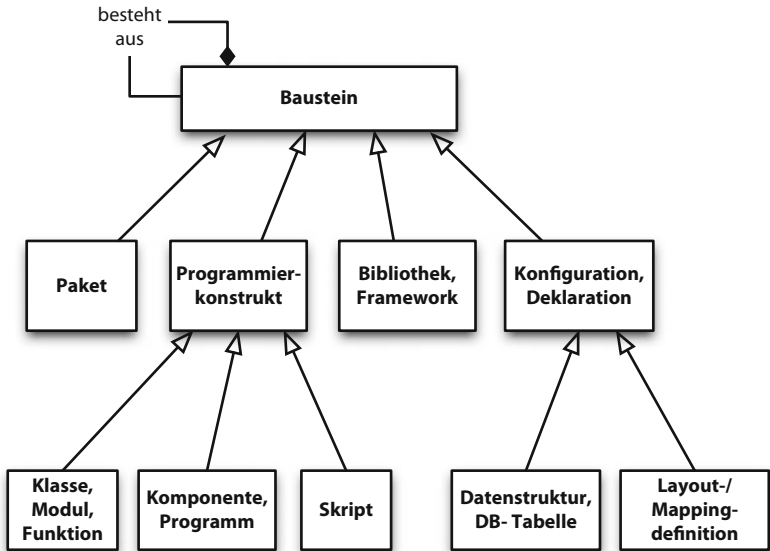 besteht
aus
Baustein
Paket
Programmier-
konstrukt
Bibliothek,
Framework
Konfiguration,
Deklaration
Klasse,
Modul,
Funktion
Komponente,
Programm
Skript
Datenstruktur,
DB- Tabelle
Layout-/
Mapping-
definition